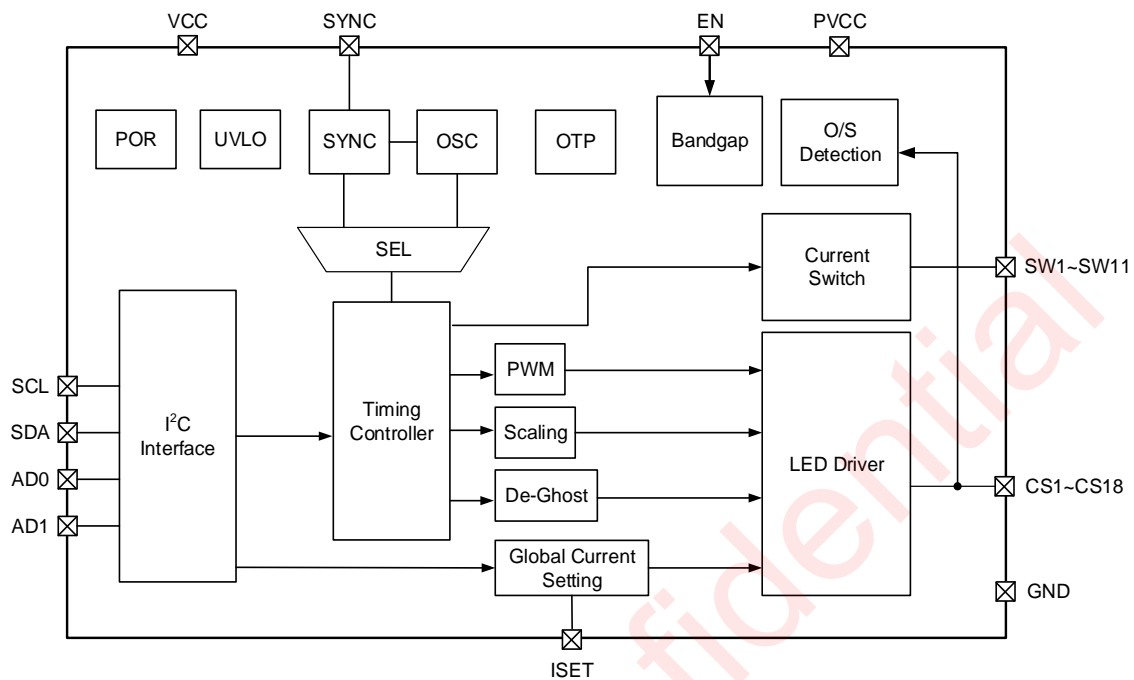 VCC
SYNC
EN
PVCC
POR
UVLO
SYNC
OSC
OTP
Bandgap
O/S
Detection
SEL
Current
Switch
SW1~SW11
SCL
SDA
AD0
AD1
I²C
Interface
Timing
Controller
PWM
Scaling
De-Ghost
Global Current
Setting
LED Driver
CS1~CS18
GND
ISET
fidential